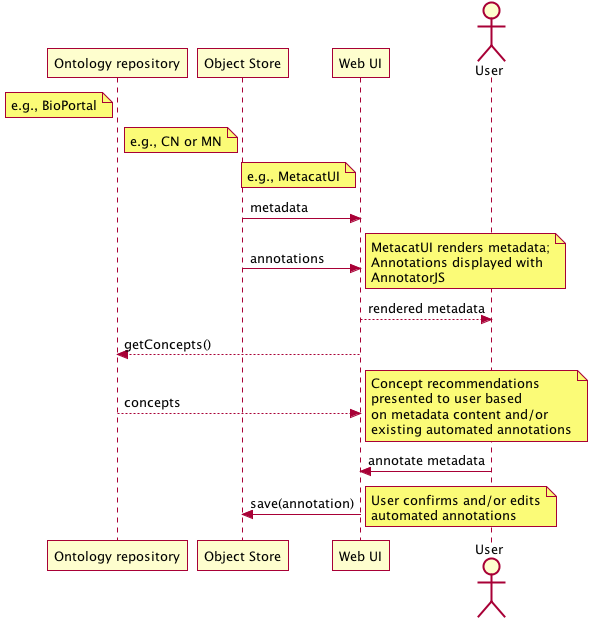 User
Ontology repository
Object Store
Web UI
e.g., BioPortal
e.g., CN or MN
e.g., MetacatUI
metadata
annotations
MetacatUI renders metadata;
Annotations displayed with
AnnotatorJS
rendered metadata
getConcepts()
concepts
Concept recommendations
presented to user based
on metadata content and/or
existing automated annotations
annotate metadata
save(annotation)
User confirms and/or edits
automated annotations
Ontology repository
Object Store
Web UI
User